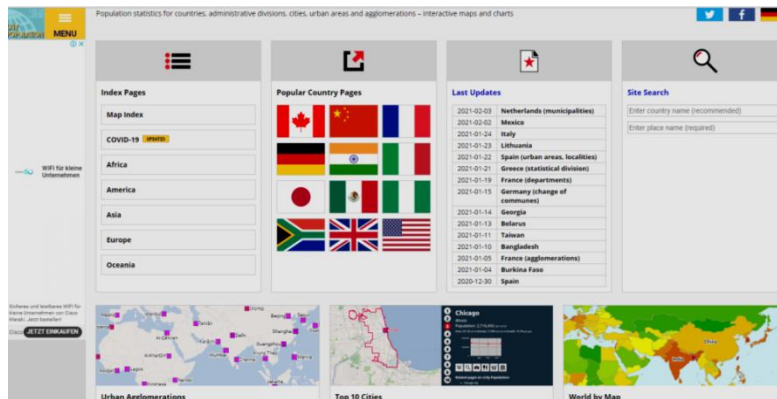 MENU
Population statistics for countries, administrative divisions, cities, urban areas and agglomerations – interactive maps and charts
Index Pages
Map Index
COVID-19 UPDATED
Africa
America
Asia
Europe
Oceania
Popular Country Pages
Last Updates
2021-02-03 Netherlands (municipalities)
2021-02-02 Mexico
2021-01-24 Italy
2021-01-23 Lithuania
2021-01-22 Spain (urban areas, localities)
2021-01-21 Greece (statistical division)
2021-01-19 France (departments)
2021-01-15 Germany (change of
communes)
2021-01-14 Georgia
2021-01-13 Belarus
2021-01-11 Taiwan
2021-01-10 Bangladesh
2021-01-05 France (agglomerations)
2021-01-04 Burkina Faso
2020-12-30 Spain
Site Search
Enter country name (recommended)
Enter place name (required)
WiFi für kleine
Unternehmen
JETZT EINKAUFEN
Chicago
China
India
Urban Agglomerations
Top 10 Cities
World by Map